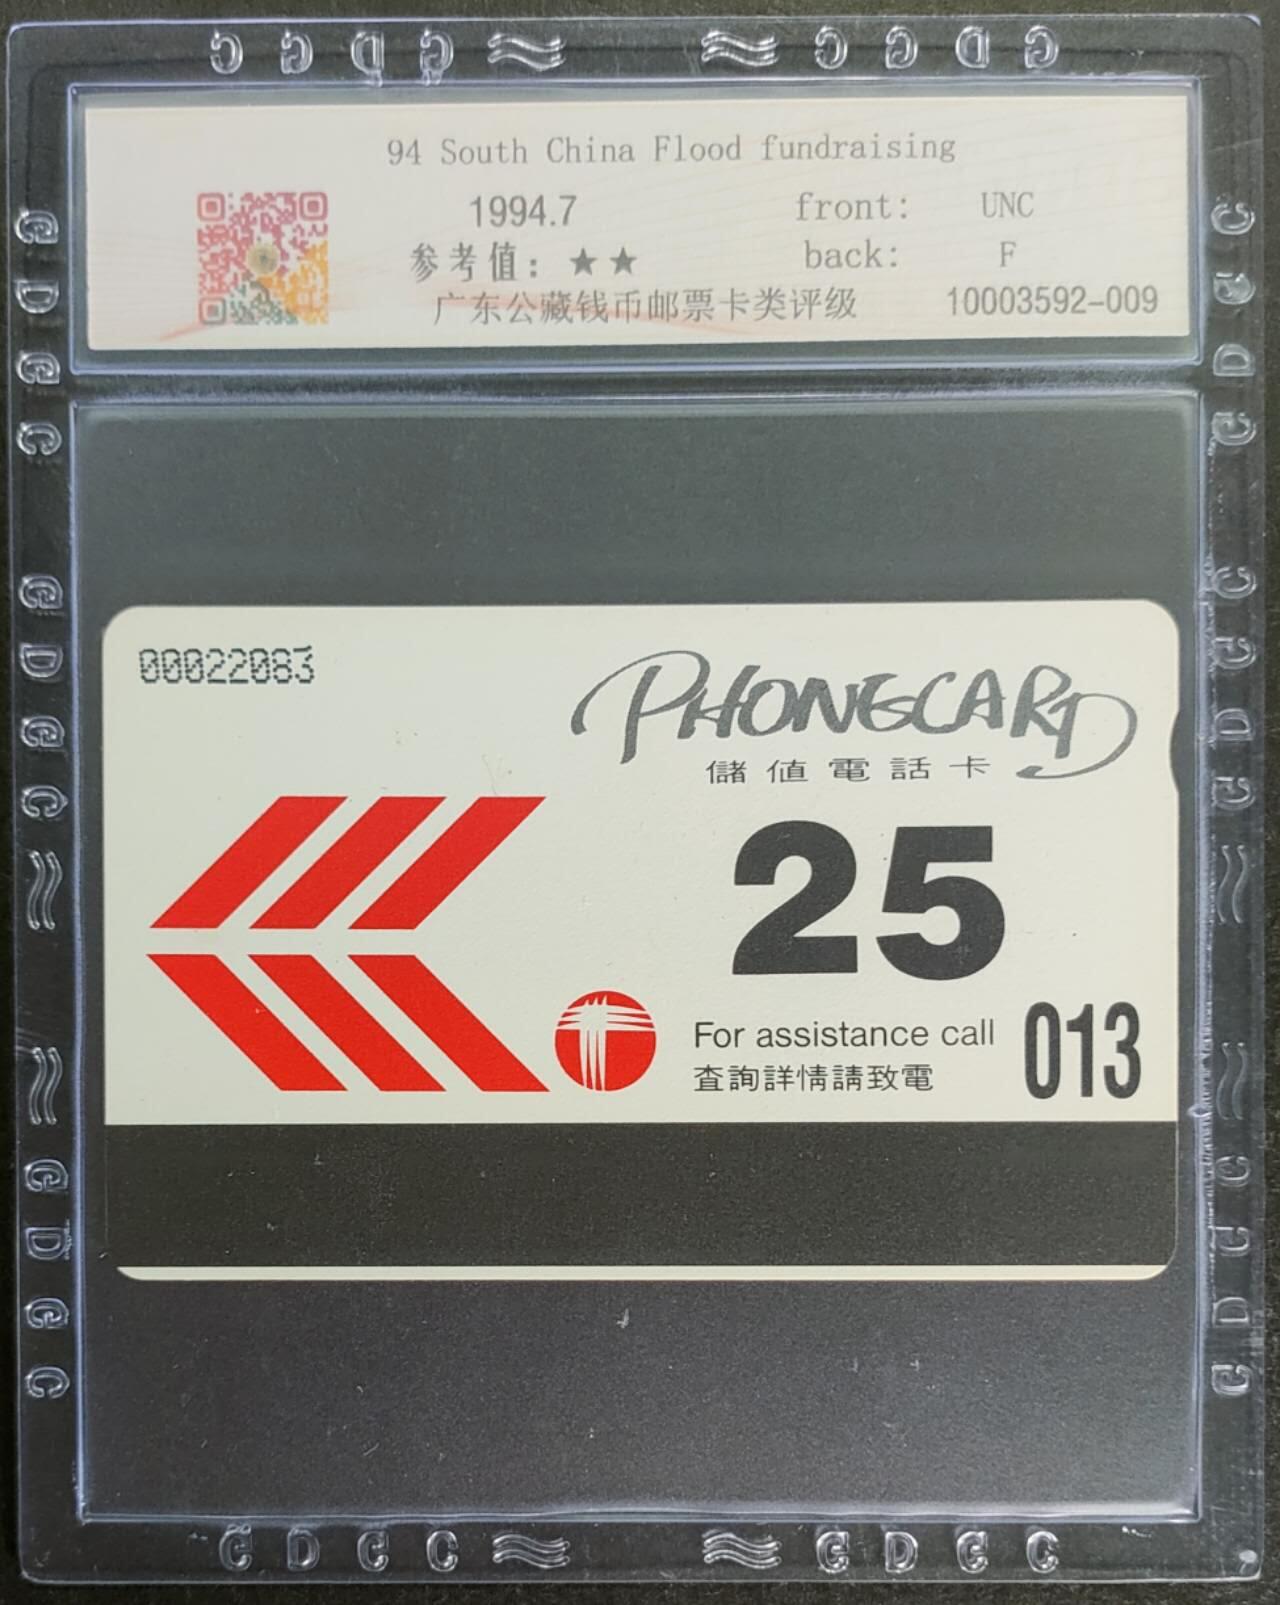 G D G C G D G C
94 South China Flood fundraising
1994.7
front: UNC
参考值：★★
back: F
广东公藏钱币邮票卡类评级
10003592-009
00022083
PHONECARD
儲值電話卡
25
For assistance call
查詢詳情請致電
013
G D G C G D G C